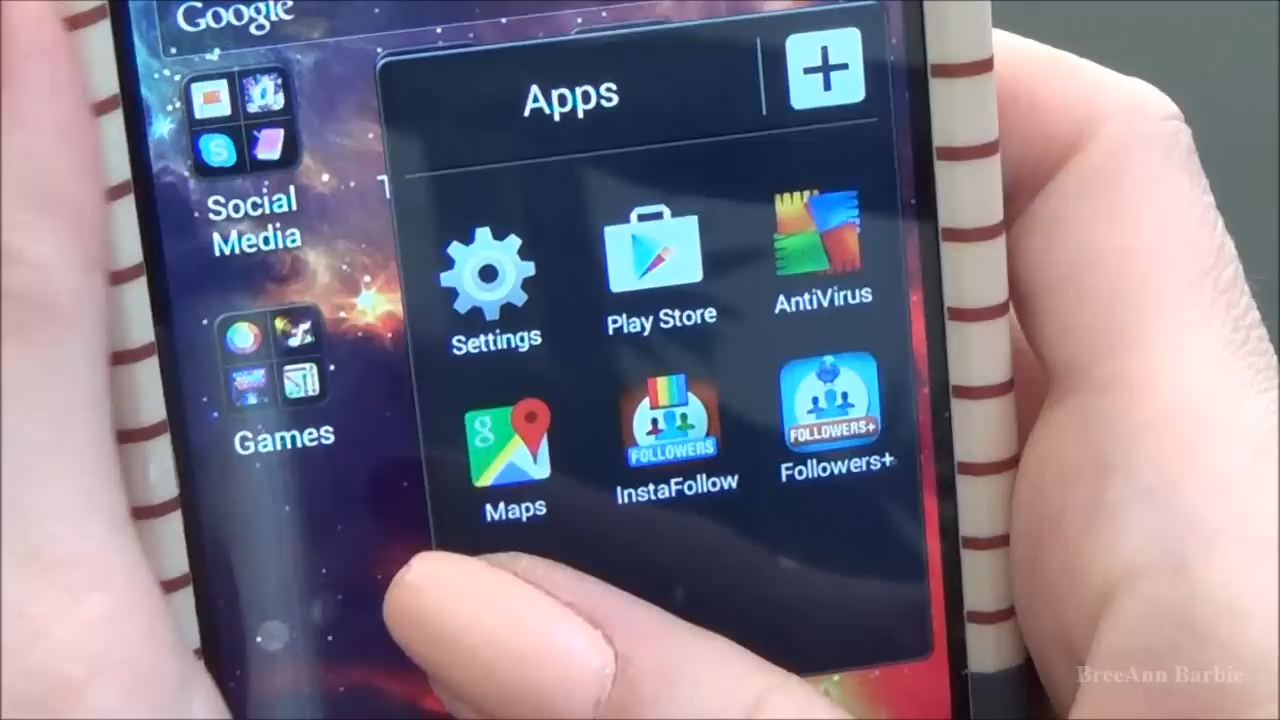 Google
Apps
Social
Media
Settings
Play Store
AntiVirus
Games
g
FOLLOWERS
FOLLOWERS+
Maps
InstaFollow
Followers+
BreeAnn Barbie